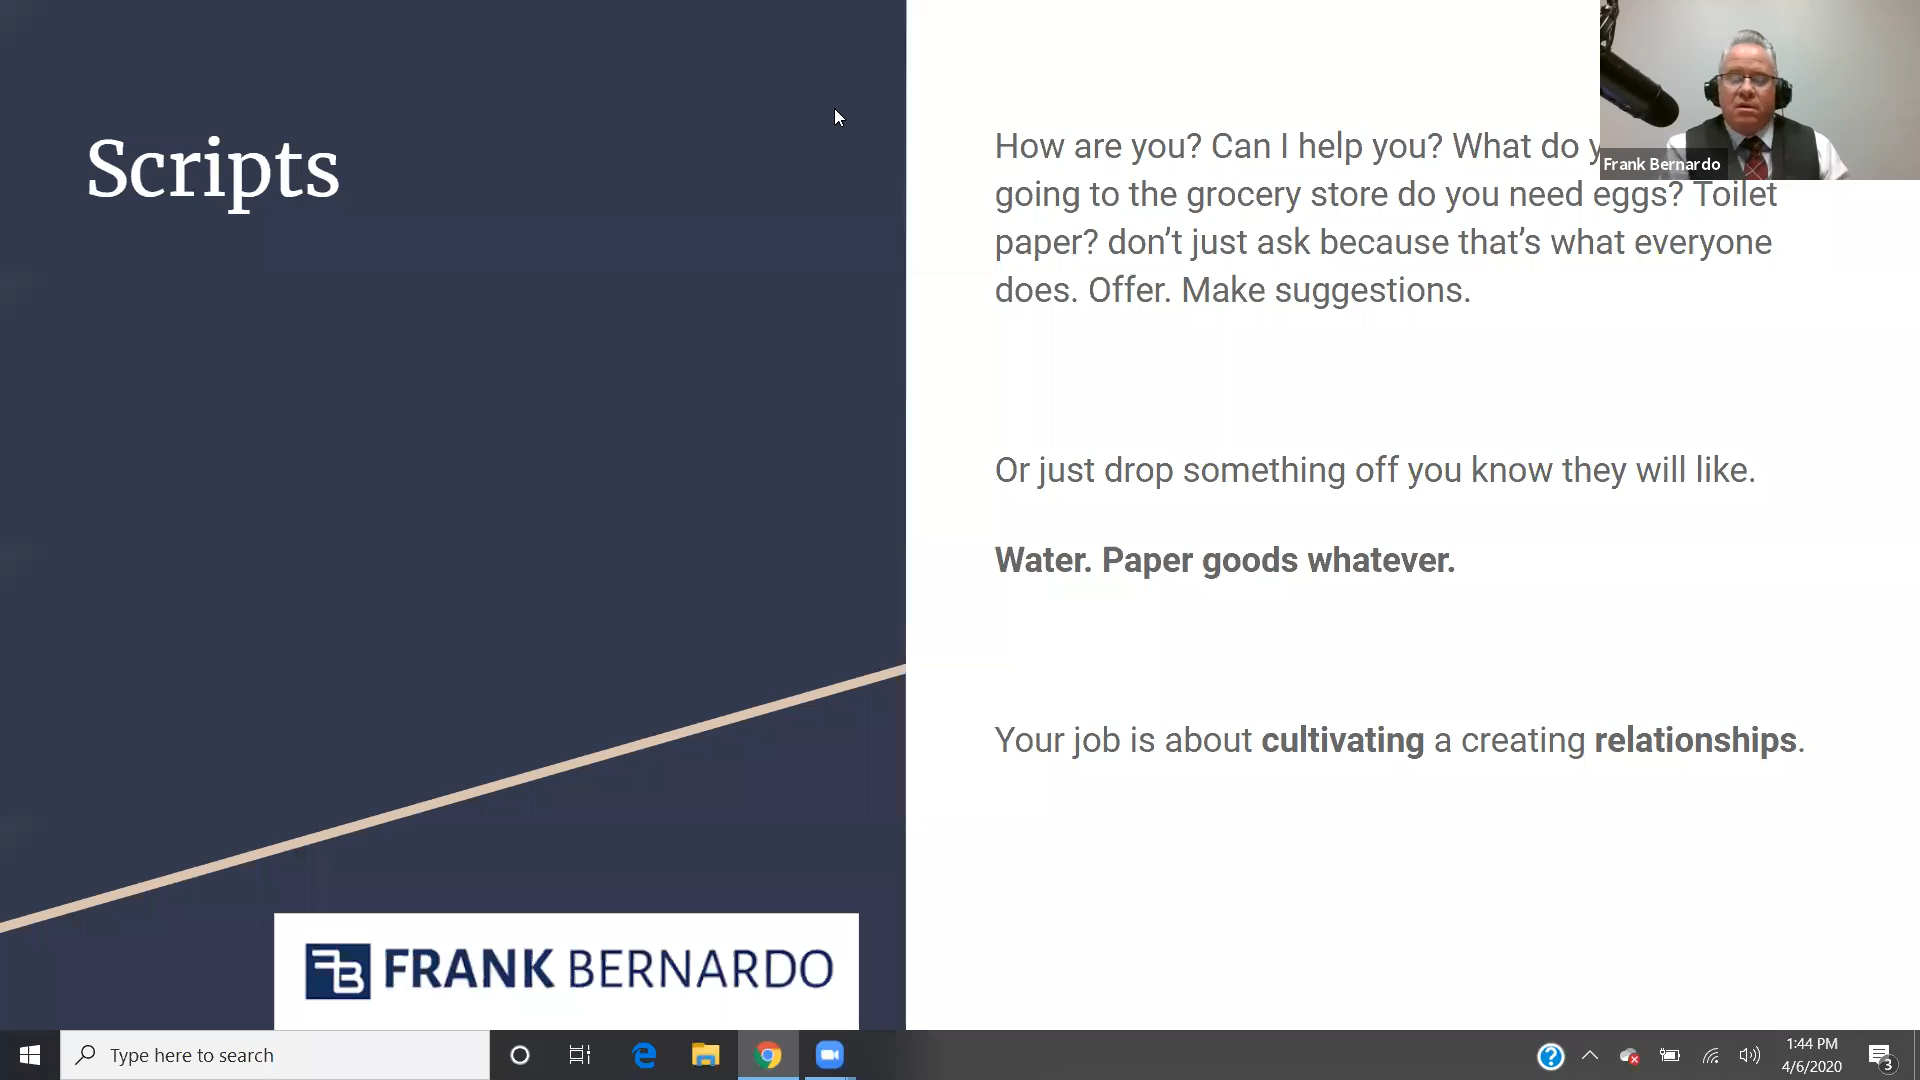 Scripts
How are you? Can I help you? What do
going to the grocery store do you need eggs? Toilet
paper? don’t just ask because that’s what everyone
does. Offer. Make suggestions.
Or just drop something off you know they will like.
Water. Paper goods whatever.
Your job is about cultivating a creating relationships.
Frank Bernardo
FB FRANK BERNARDO
Type here to search
1:44 PM
4/6/2020
3